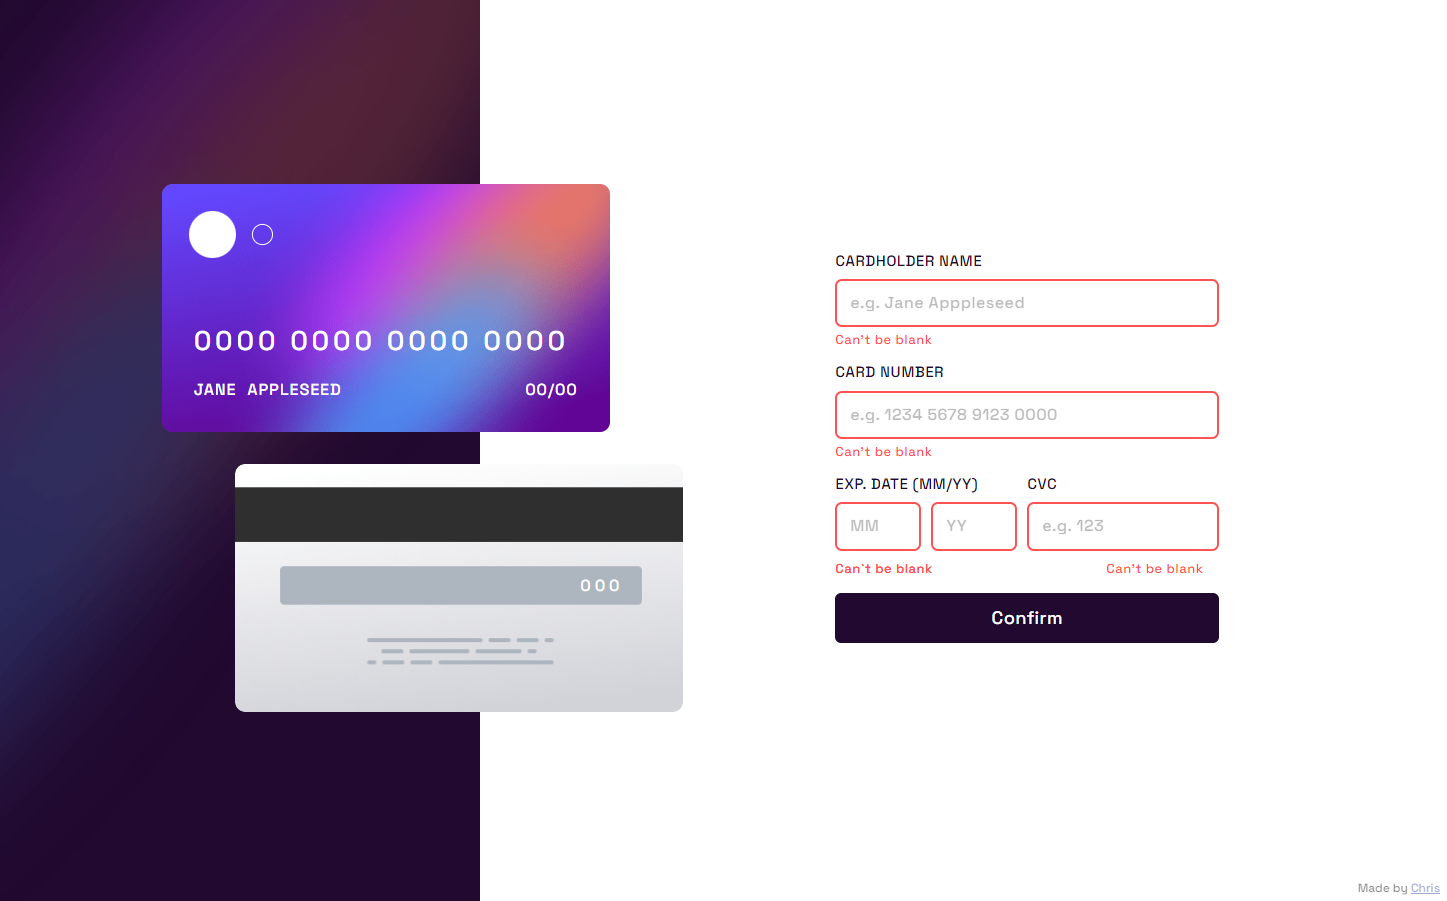 0000 0000 0000 0000
JANE APPLESEED 00/00
000
CARDHOLDER NAME
e.g. Jane Apppleseed
Can't be blank
CARD NUMBER
e.g. 1234 5678 9123 0000
Can't be blank
EXP. DATE (MM/YY) CVC
MM YY e.g. 123
Can`t be blank Can't be blank
Confirm
Made by Chris